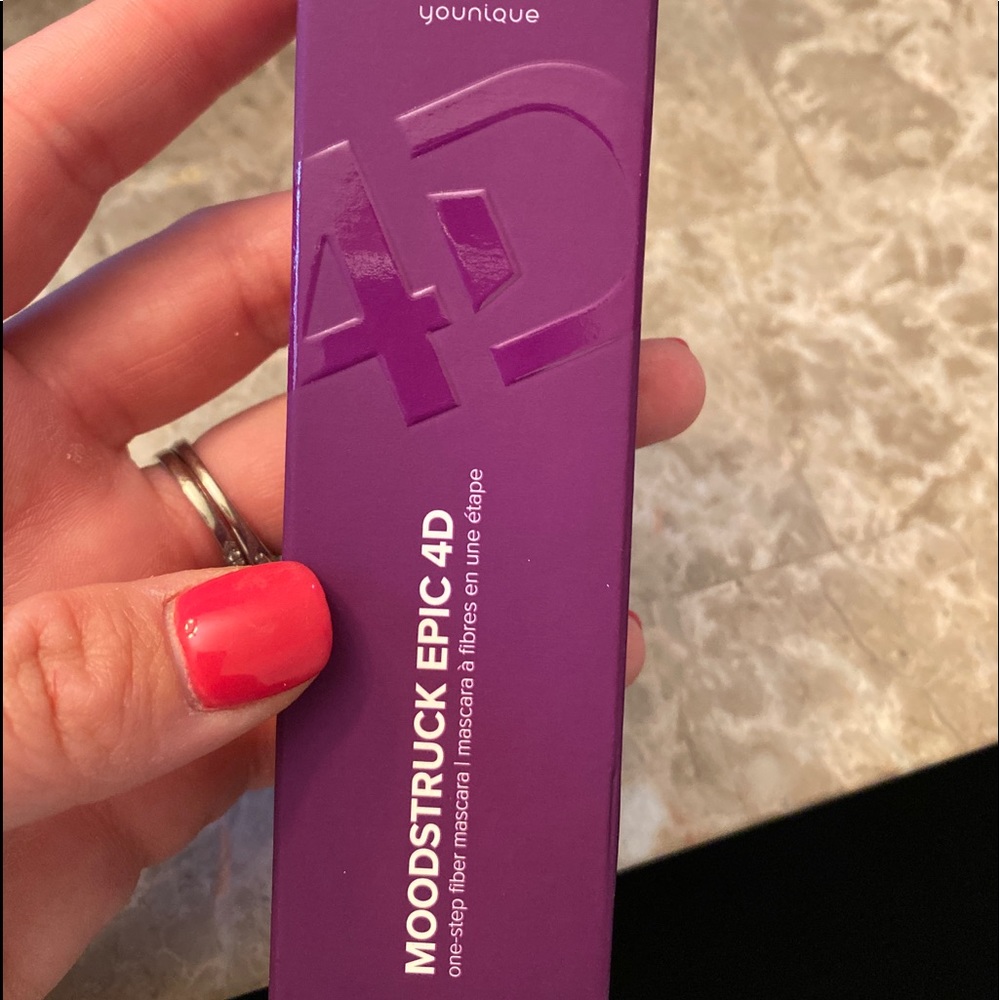 younique
4D
MOODSTRUCK EPIC 4D
one-step fiber mascara | mascara à fibres en une étape